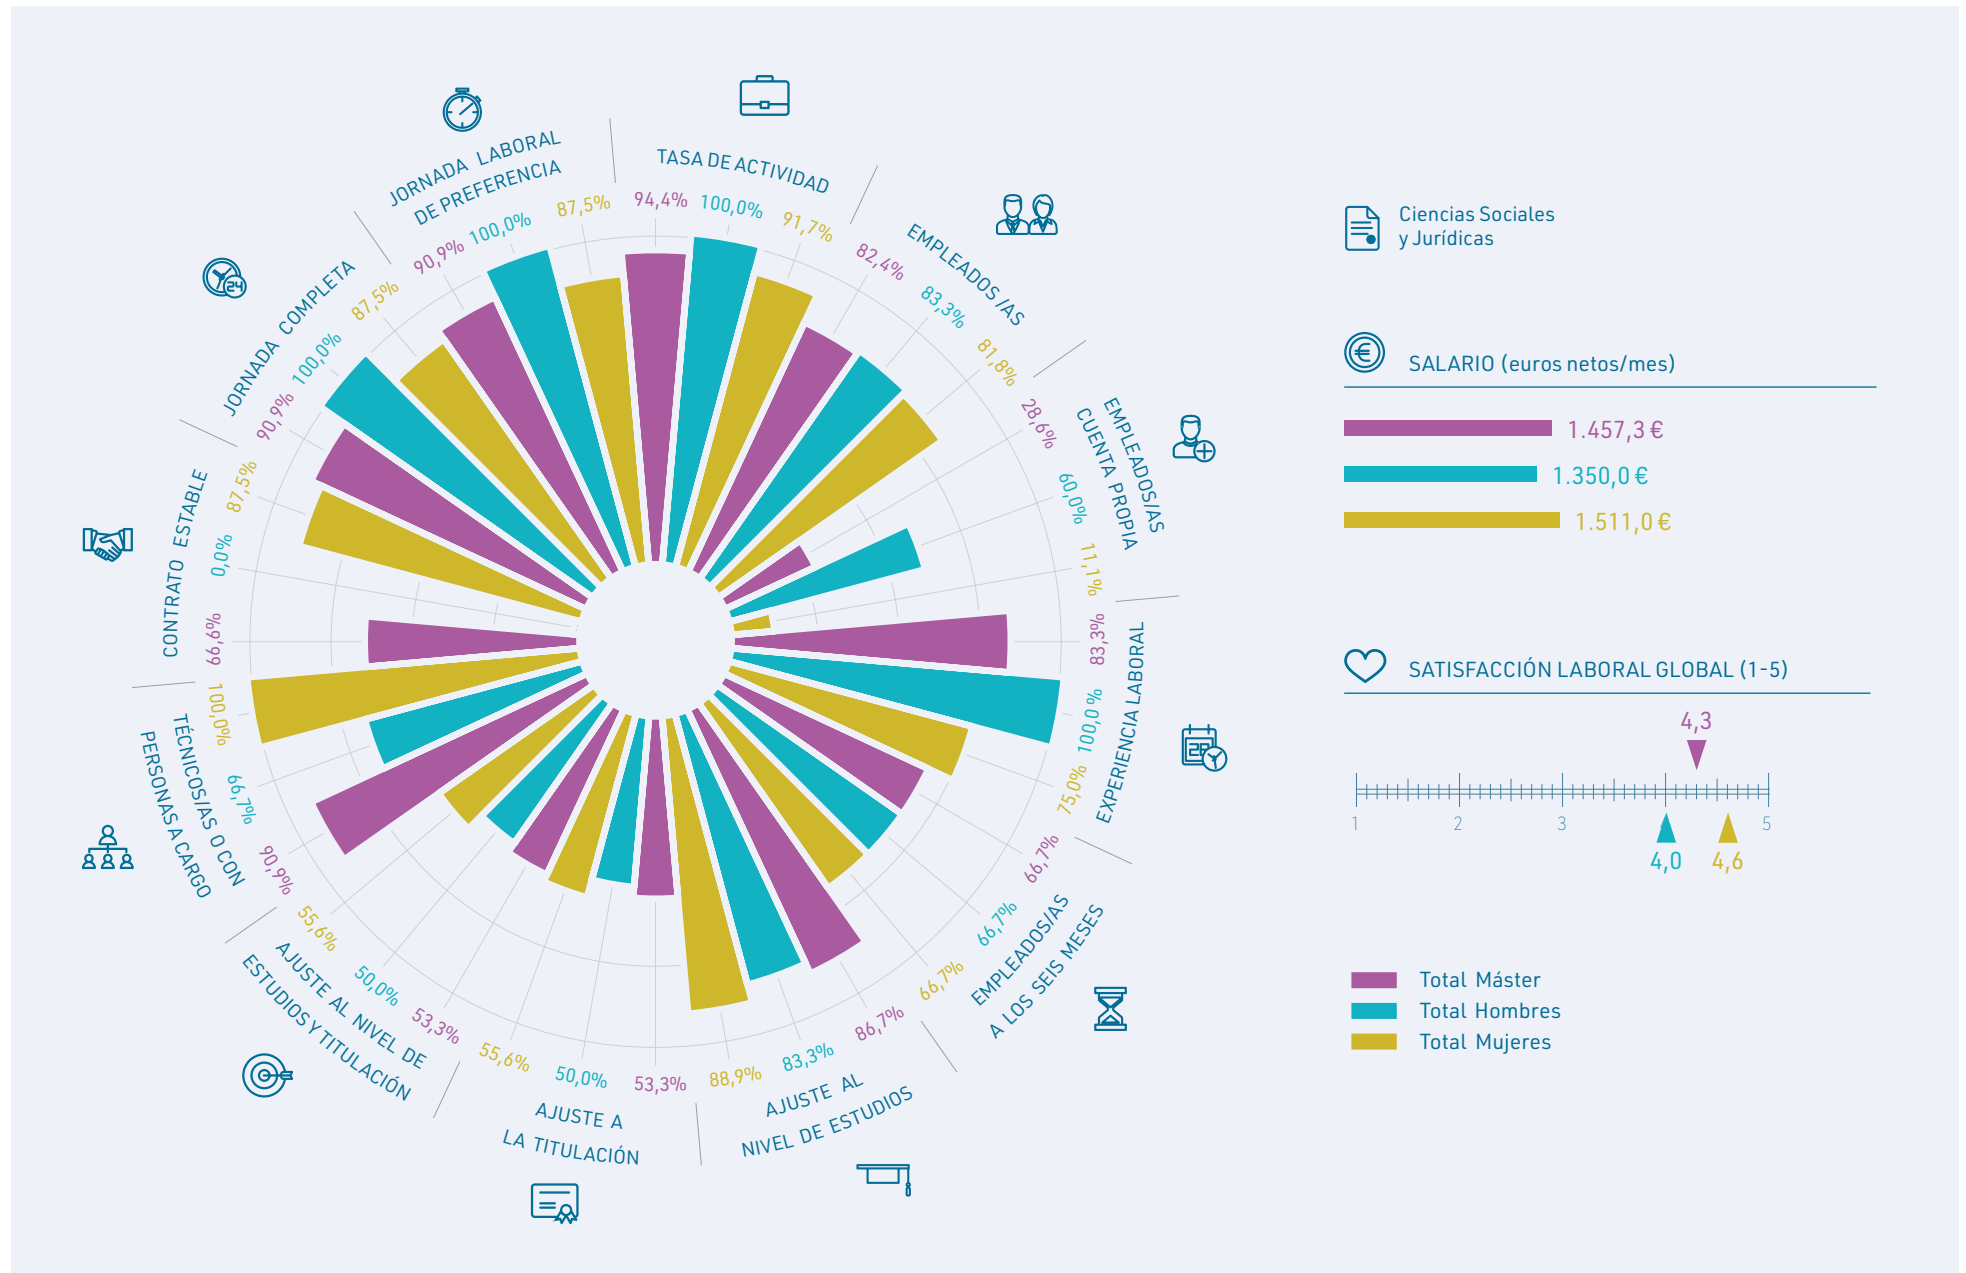 JORNADA LABORAL
DE PREFERENCIA
90,9%
100,0%
87,5%
TASA DE ACTIVIDAD
94,4%
100,0%
91,7%
EMPLEADOS /AS
82,4%
83,3%
81,8%
EMPLEADOS/AS
CUENTA PROPIA
28,6%
60,0%
11,1%
EXPERIENCIA LABORAL
83,3%
100,0 %
75,0%
EMPLEADOS/AS
A LOS SEIS MESES
66,7%
66,7%
66,7%
AJUSTE AL
NIVEL DE ESTUDIOS
86,7%
83,3%
88,9%
AJUSTE A
LA TITULACIÓN
53,3%
50,0%
55,6%
AJUSTE AL NIVEL DE
ESTUDIOS Y TITULACIÓN
53,3%
50,0%
55,6%
TÉCNICOS/AS O CON
PERSONAS A CARGO
90,9%
66,7%
100,0%
CONTRATO ESTABLE
66,6%
0,0%
87,5%
JORNADA COMPLETA
90,9%
100,0%
87,5%
24
20
Ciencias Sociales
y Jurídicas
€
SALARIO (euros netos/mes)
1.457,3 €
1.350,0 €
1.511,0 €
SATISFACCIÓN LABORAL GLOBAL (1-5)
4,3
1 2 3 5
4,0 4,6
Total Máster
Total Hombres
Total Mujeres